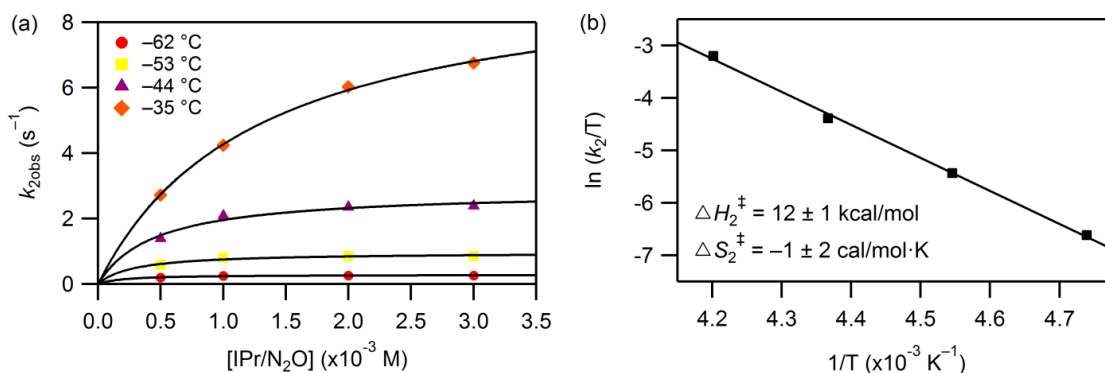 (a)
8
6
4
2
0
k2obs (s⁻¹)
–62 °C
–53 °C
–44 °C
–35 °C
0.0 0.5 1.0 1.5 2.0 2.5 3.0 3.5
[IPr/N₂O] (x10⁻³ M)
(b)
-3
-4
-5
-6
-7
ln (k₂/T)
△H₂‡ = 12 ± 1 kcal/mol
△S₂‡ = –1 ± 2 cal/mol·K
4.2 4.3 4.4 4.5 4.6 4.7
1/T (x10⁻³ K⁻¹)